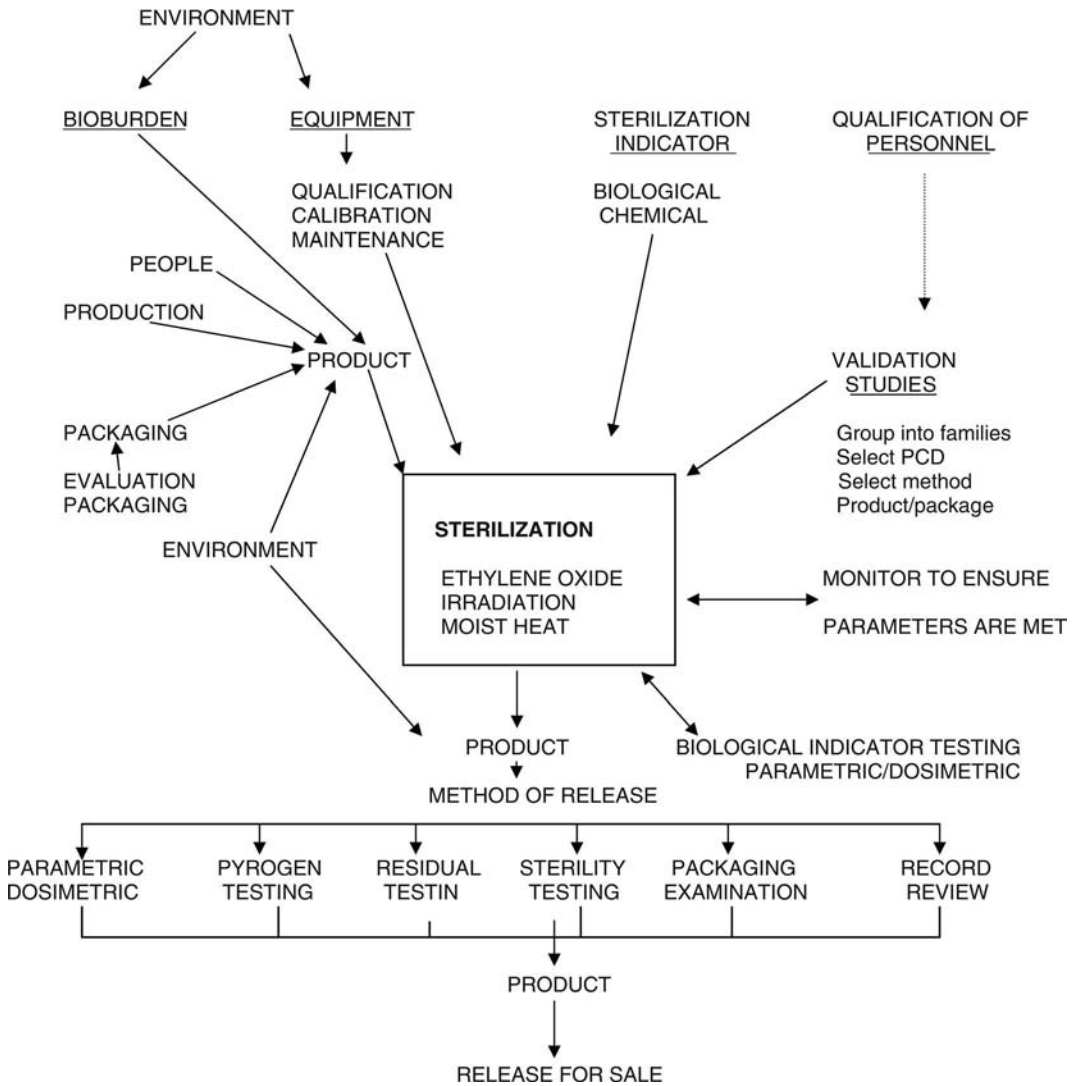 ENVIRONMENT
BIOBURDEN
EQUIPMENT
STERILIZATION
INDICATOR
QUALIFICATION OF
PERSONNEL
QUALIFICATION
CALIBRATION
MAINTENANCE
BIOLOGICAL
CHEMICAL
PEOPLE
PRODUCTION
PRODUCT
VALIDATION
STUDIES
PACKAGING
EVALUATION
PACKAGING
Group into families
Select PCD
Select method
Product/package
ENVIRONMENT
STERILIZATION
ETHYLENE OXIDE
IRRADIATION
MOIST HEAT
MONITOR TO ENSURE
PARAMETERS ARE MET
PRODUCT
BIOLOGICAL INDICATOR TESTING
PARAMETRIC/DOSIMETRIC
METHOD OF RELEASE
PARAMETRIC
DOSIMETRIC
PYROGEN
TESTING
RESIDUAL
TESTIN
STERILITY
TESTING
PACKAGING
EXAMINATION
RECORD
REVIEW
PRODUCT
RELEASE FOR SALE